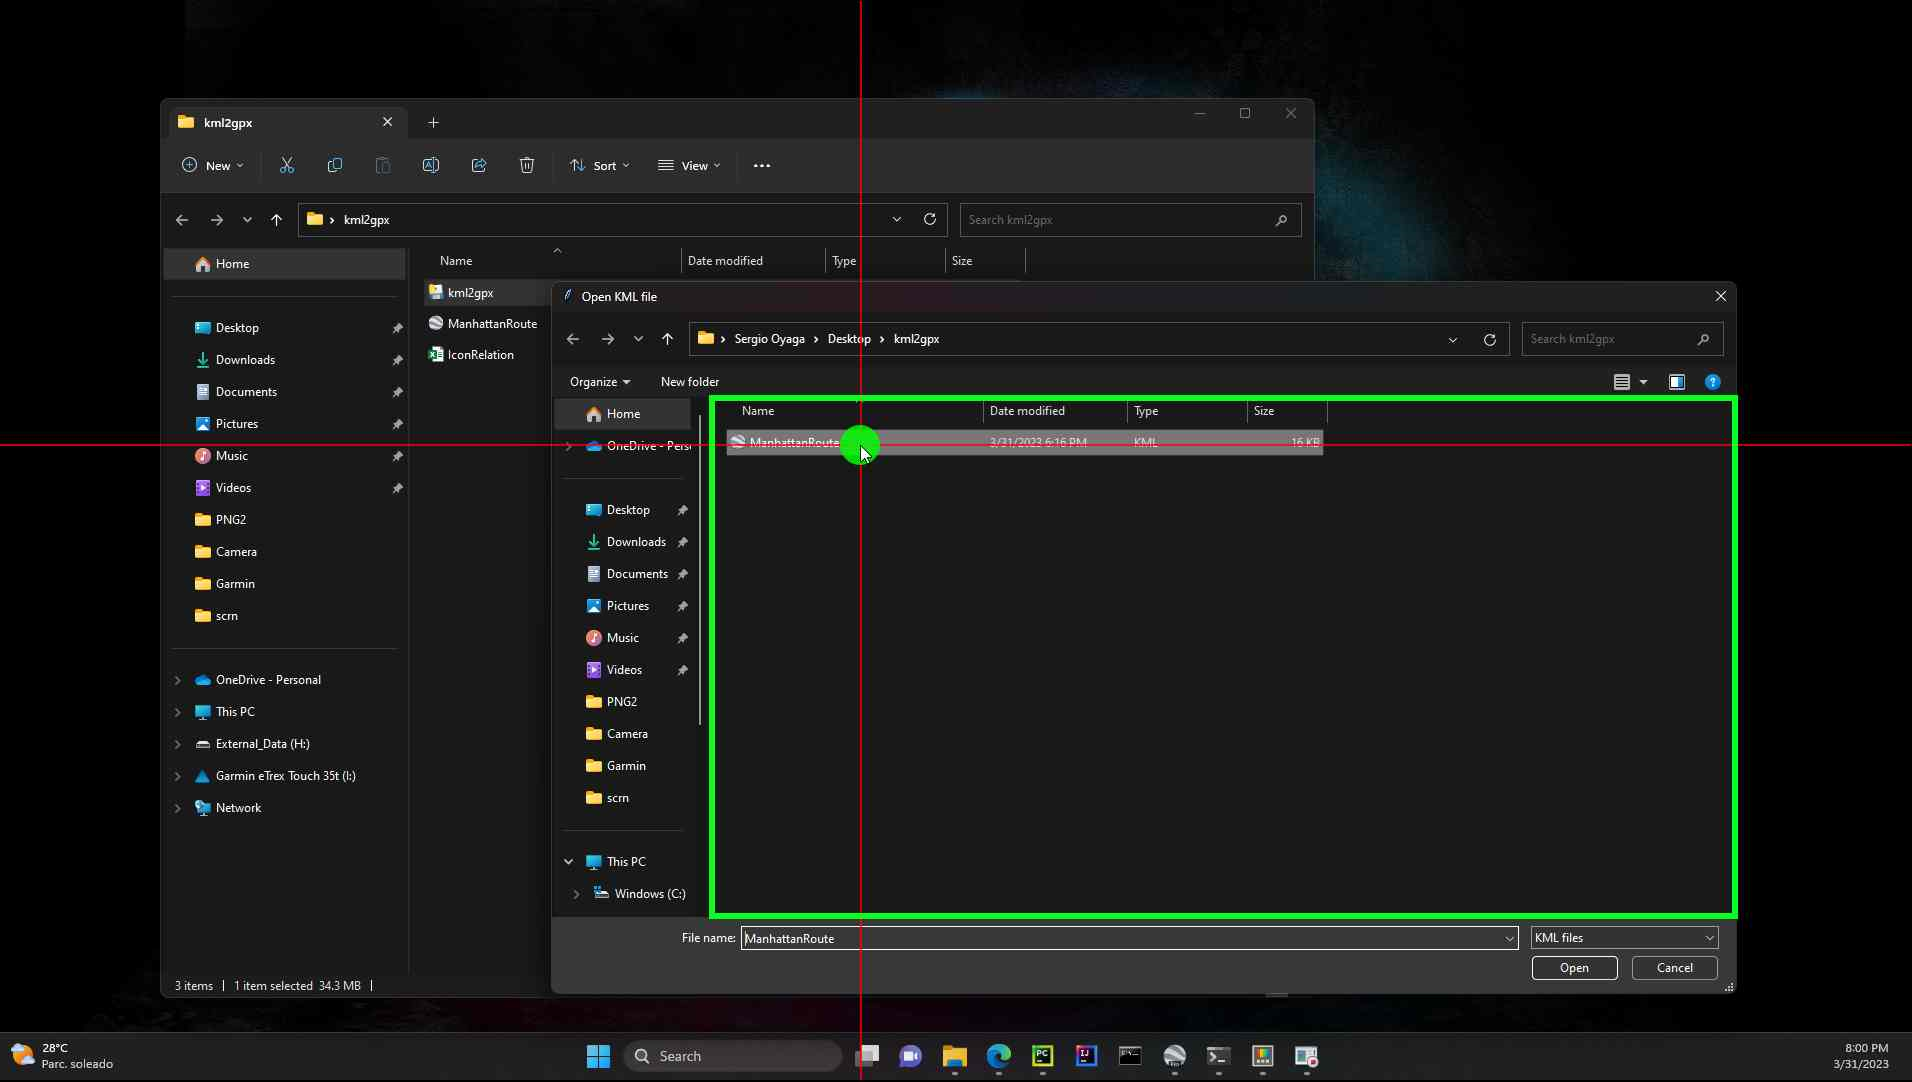 kml2gpx
New
Sort
View
kml2gpx
Search kml2gpx
Home
Desktop
Downloads
Documents
Pictures
Music
Videos
PNG2
Camera
Garmin
scrn
OneDrive - Personal
This PC
External_Data (H:)
Garmin eTrex Touch 35t (I:)
Network
Name Date modified Type Size
kml2gpx
ManhattanRoute
IconRelation
3 items 1 item selected 34.3 MB
Open KML file
Sergio Oyaga Desktop kml2gpx
Search kml2gpx
Organize New folder
Home
OneDrive - Pers
Desktop
Downloads
Documents
Pictures
Music
Videos
PNG2
Camera
Garmin
scrn
This PC
Windows (C:)
Name Date modified Type Size
ManhattanRoute 3/31/2023 6:16 PM KML 16 KB
File name: ManhattanRoute KML files
Open Cancel
28°C
Parc. soleado
Search
PC
IJ
8:00 PM
3/31/2023